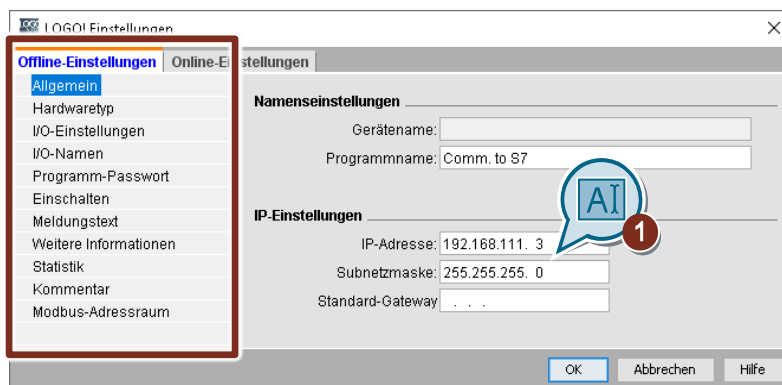 LOGO! Einstellungen
Offline-Einstellungen Online-Einstellungen
Allgemein
Hardwaretyp
I/O-Einstellungen
I/O-Namen
Programm-Passwort
Einschalten
Meldungstext
Weitere Informationen
Statistik
Kommentar
Modbus-Adressraum
Namenseinstellungen
Gerätename:
Programmname: Comm. to S7
IP-Einstellungen
IP-Adresse: 192.168.111. 3
Subnetzmaske: 255.255.255. 0
Standard-Gateway . . .
A
1
OK Abbrechen Hilfe